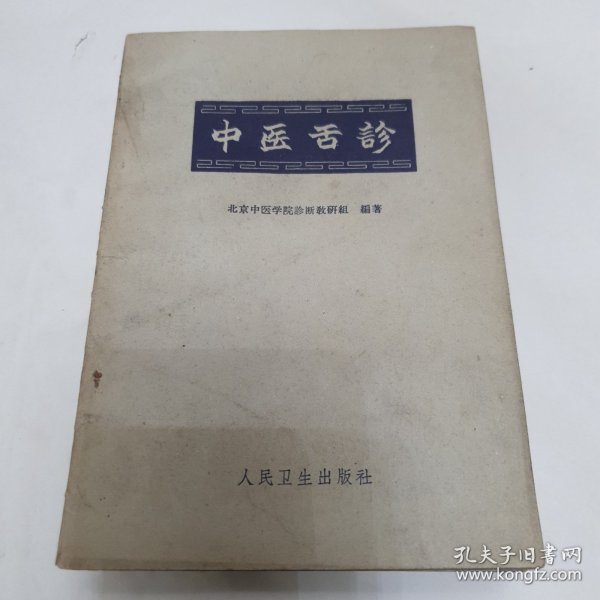 中医舌診
北京中医学院診断教研組 編著
人民卫生出版社
孔夫子旧书网
www.kongfz.com